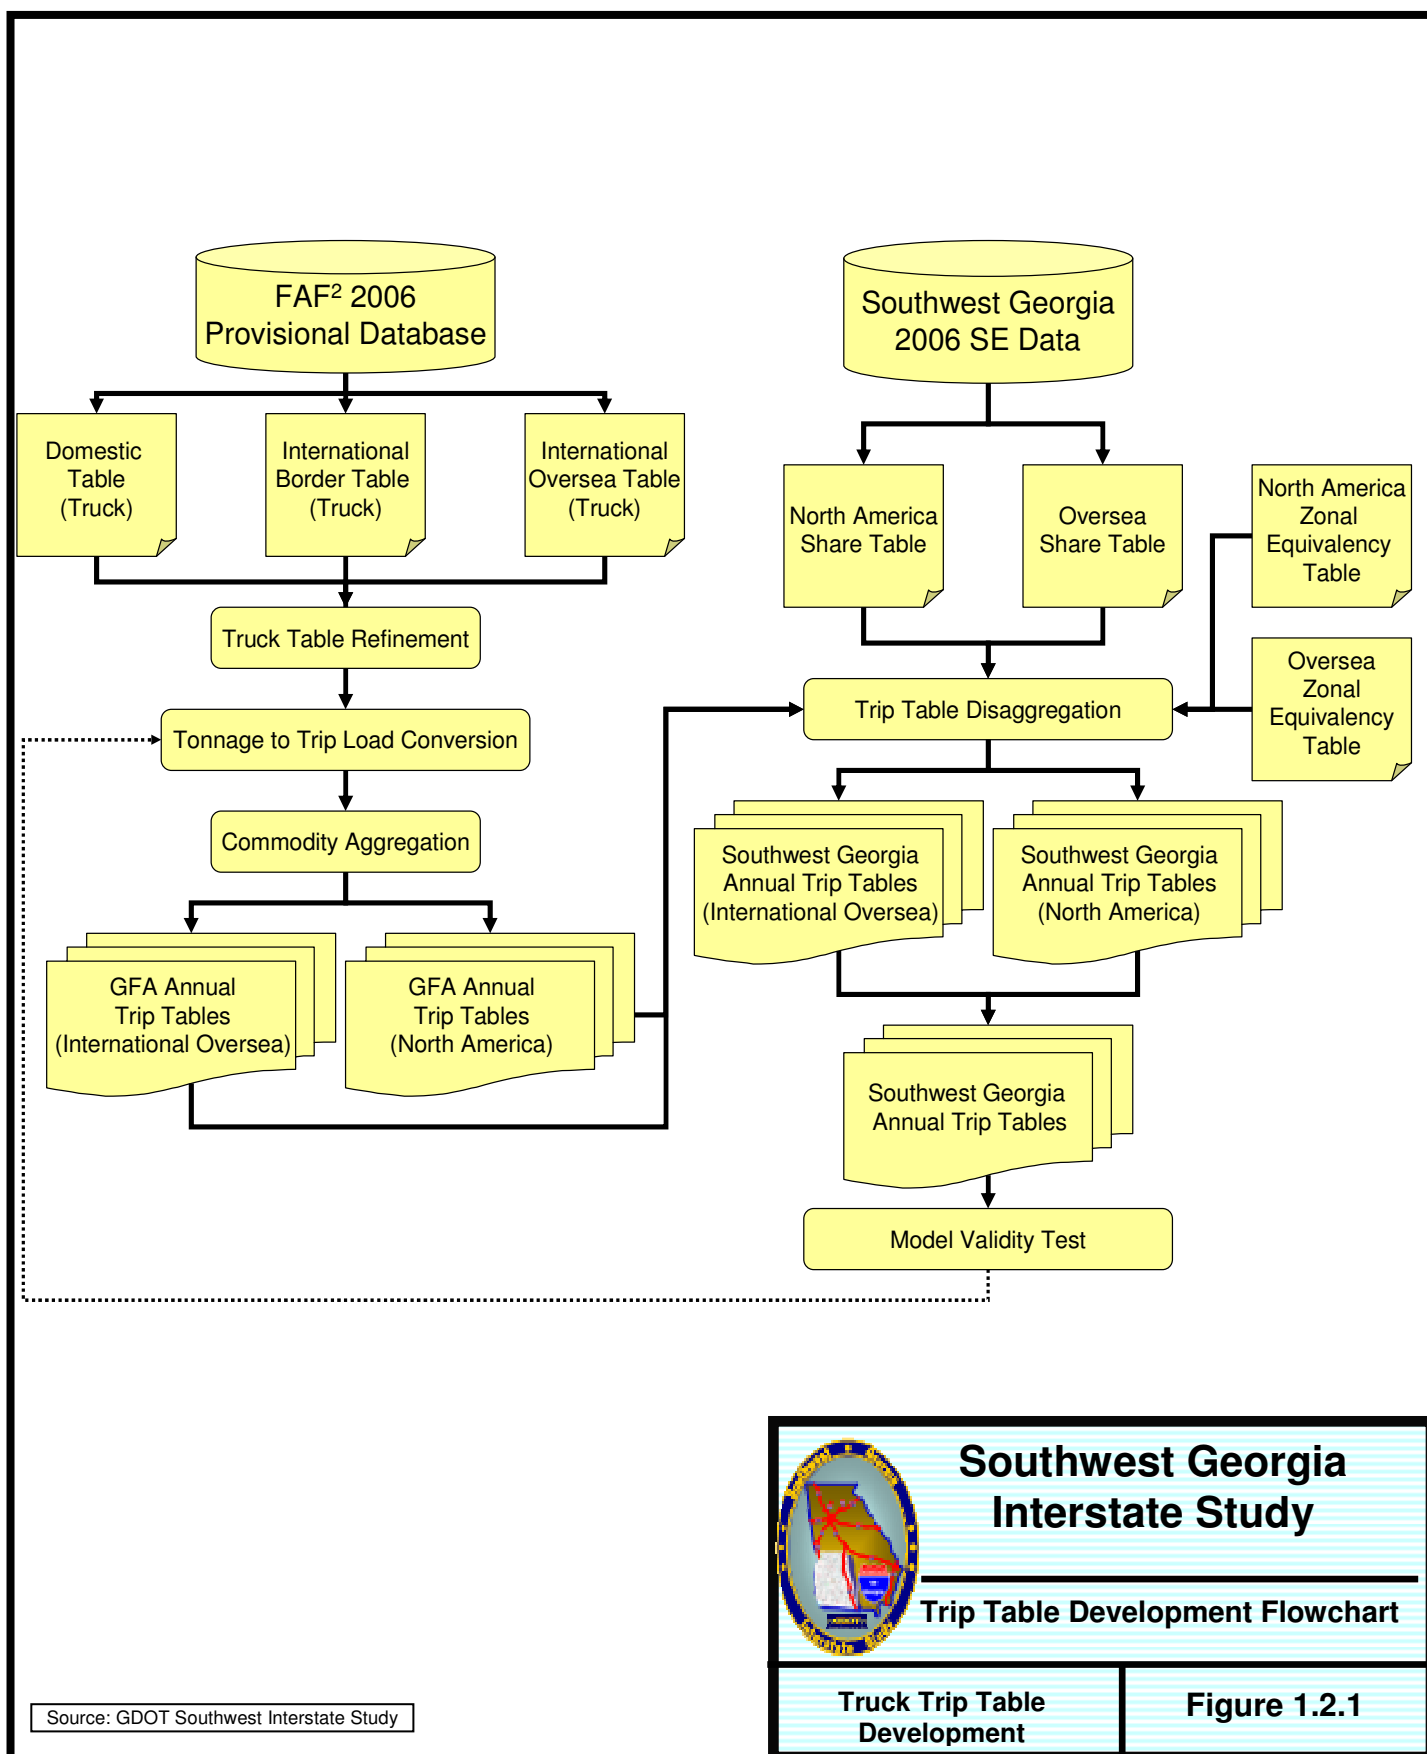 FAF² 2006
Provisional Database
Southwest Georgia
2006 SE Data
Domestic
Table
(Truck)
International
Border Table
(Truck)
International
Oversea Table
(Truck)
North America
Share Table
Oversea
Share Table
North America
Zonal
Equivalency
Table
Truck Table Refinement
Oversea
Zonal
Equivalency
Table
Trip Table Disaggregation
Tonnage to Trip Load Conversion
Commodity Aggregation
Southwest Georgia
Annual Trip Tables
(International Oversea)
Southwest Georgia
Annual Trip Tables
(North America)
GFA Annual
Trip Tables
(International Oversea)
GFA Annual
Trip Tables
(North America)
Southwest Georgia
Annual Trip Tables
Model Validity Test
Southwest Georgia
Interstate Study
Trip Table Development Flowchart
Truck Trip Table
Development
Figure 1.2.1
Source: GDOT Southwest Interstate Study